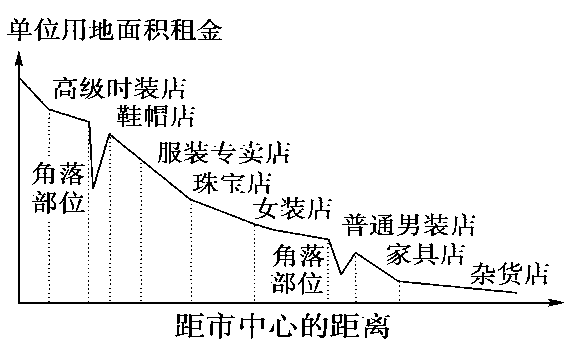 单位用地面积租金
高级时装店
鞋帽店
服装专卖店
珠宝店
女装店
普通男装店
家具店
杂货店
角落
部位
角落
部位
距市中心的距离